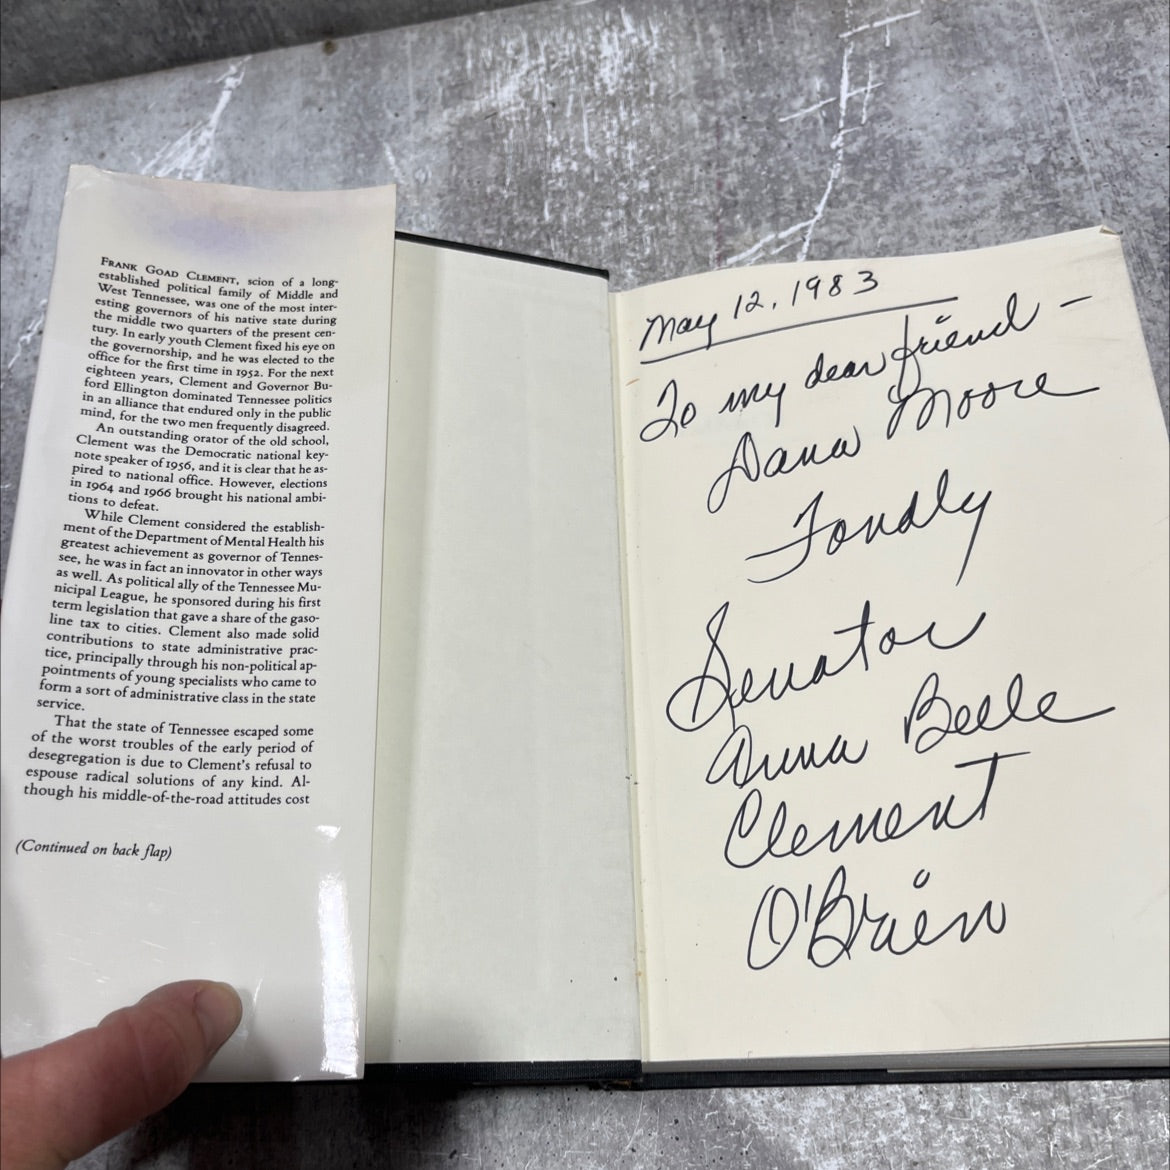 FRANK GOAD CLEMENT, scion of a long-
established political family of Middle and
West Tennessee, was one of the most inter-
esting governors of his native state during
the middle two quarters of the present cen-
tury. In early youth Clement fixed his eye on
the governorship, and he was elected to the
office for the first time in 1952. For the next
eighteen years, Clement and Governor Bu-
ford Ellington dominated Tennessee politics
in an alliance that endured only in the public
mind, for the two men frequently disagreed.
An outstanding orator of the old school,
Clement was the Democratic national key-
note speaker of 1956, and it is clear that he as-
pired to national office. However, elections
in 1964 and 1966 brought his national ambi-
tions to defeat.
While Clement considered the establish-
ment of the Department of Mental Health his
greatest achievement as governor of Tennes-
see, he was in fact an innovator in other ways
as well. As political ally of the Tennessee Mu-
nicipal League, he sponsored during his first
term legislation that gave a share of the gaso-
line tax to cities. Clement also made solid
contributions to state administrative prac-
tice, principally through his non-political ap-
pointments of young specialists who came to
form a sort of administrative class in the state
service.
That the state of Tennessee escaped some
of the worst troubles of the early period of
desegregation is due to Clement's refusal to
espouse radical solutions of any kind. Al-
though his middle-of-the-road attitudes cost
(Continued on back flap)
May 12, 1983
To my dear friend -
Dana Moore
Fondly
Senator
Anna Belle
Clement
O'Brien